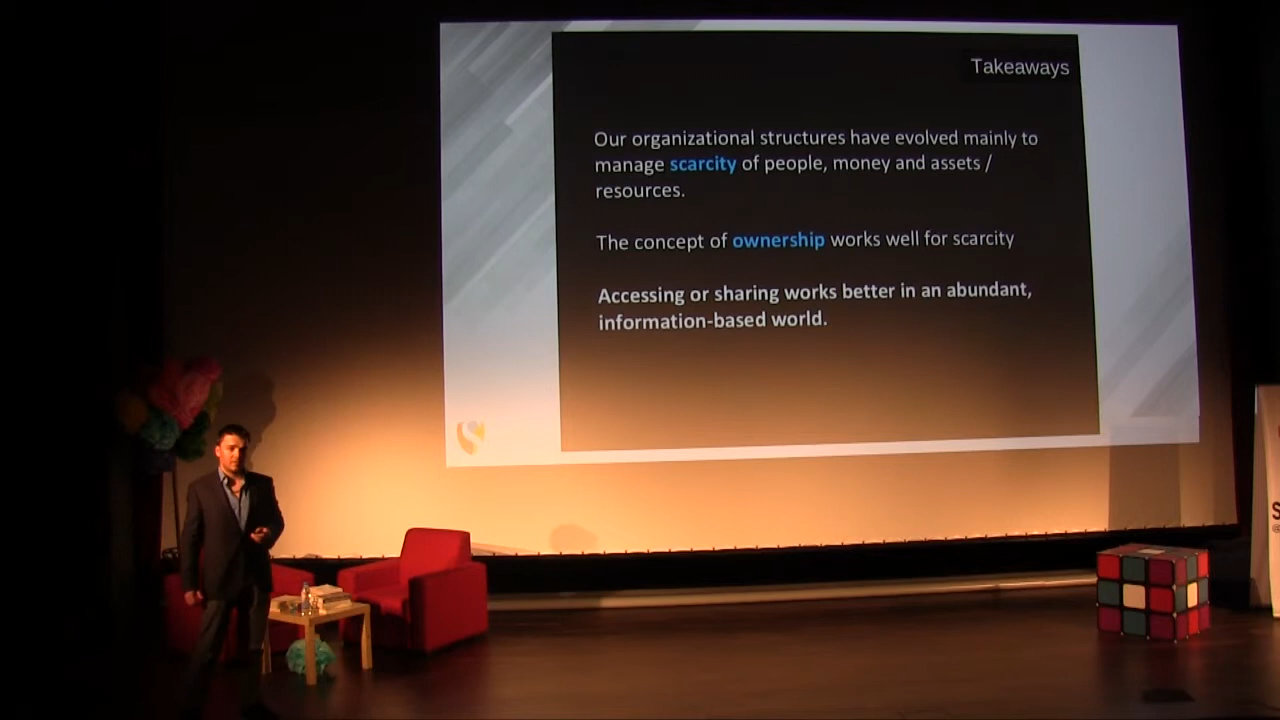 Takeaways
Our organizational structures have evolved mainly to
manage scarcity of people, money and assets /
resources.
The concept of ownership works well for scarcity
Accessing or sharing works better in an abundant,
information-based world.
S
@